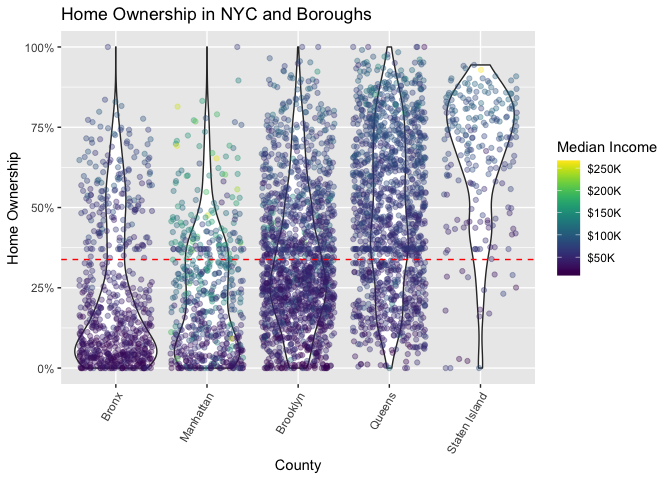 Home Ownership in NYC and Boroughs
100%
75%
50%
25%
0%
Home Ownership
Bronx
Manhattan
Brooklyn
Queens
Staten Island
County
Median Income
$250K
$200K
$150K
$100K
$50K